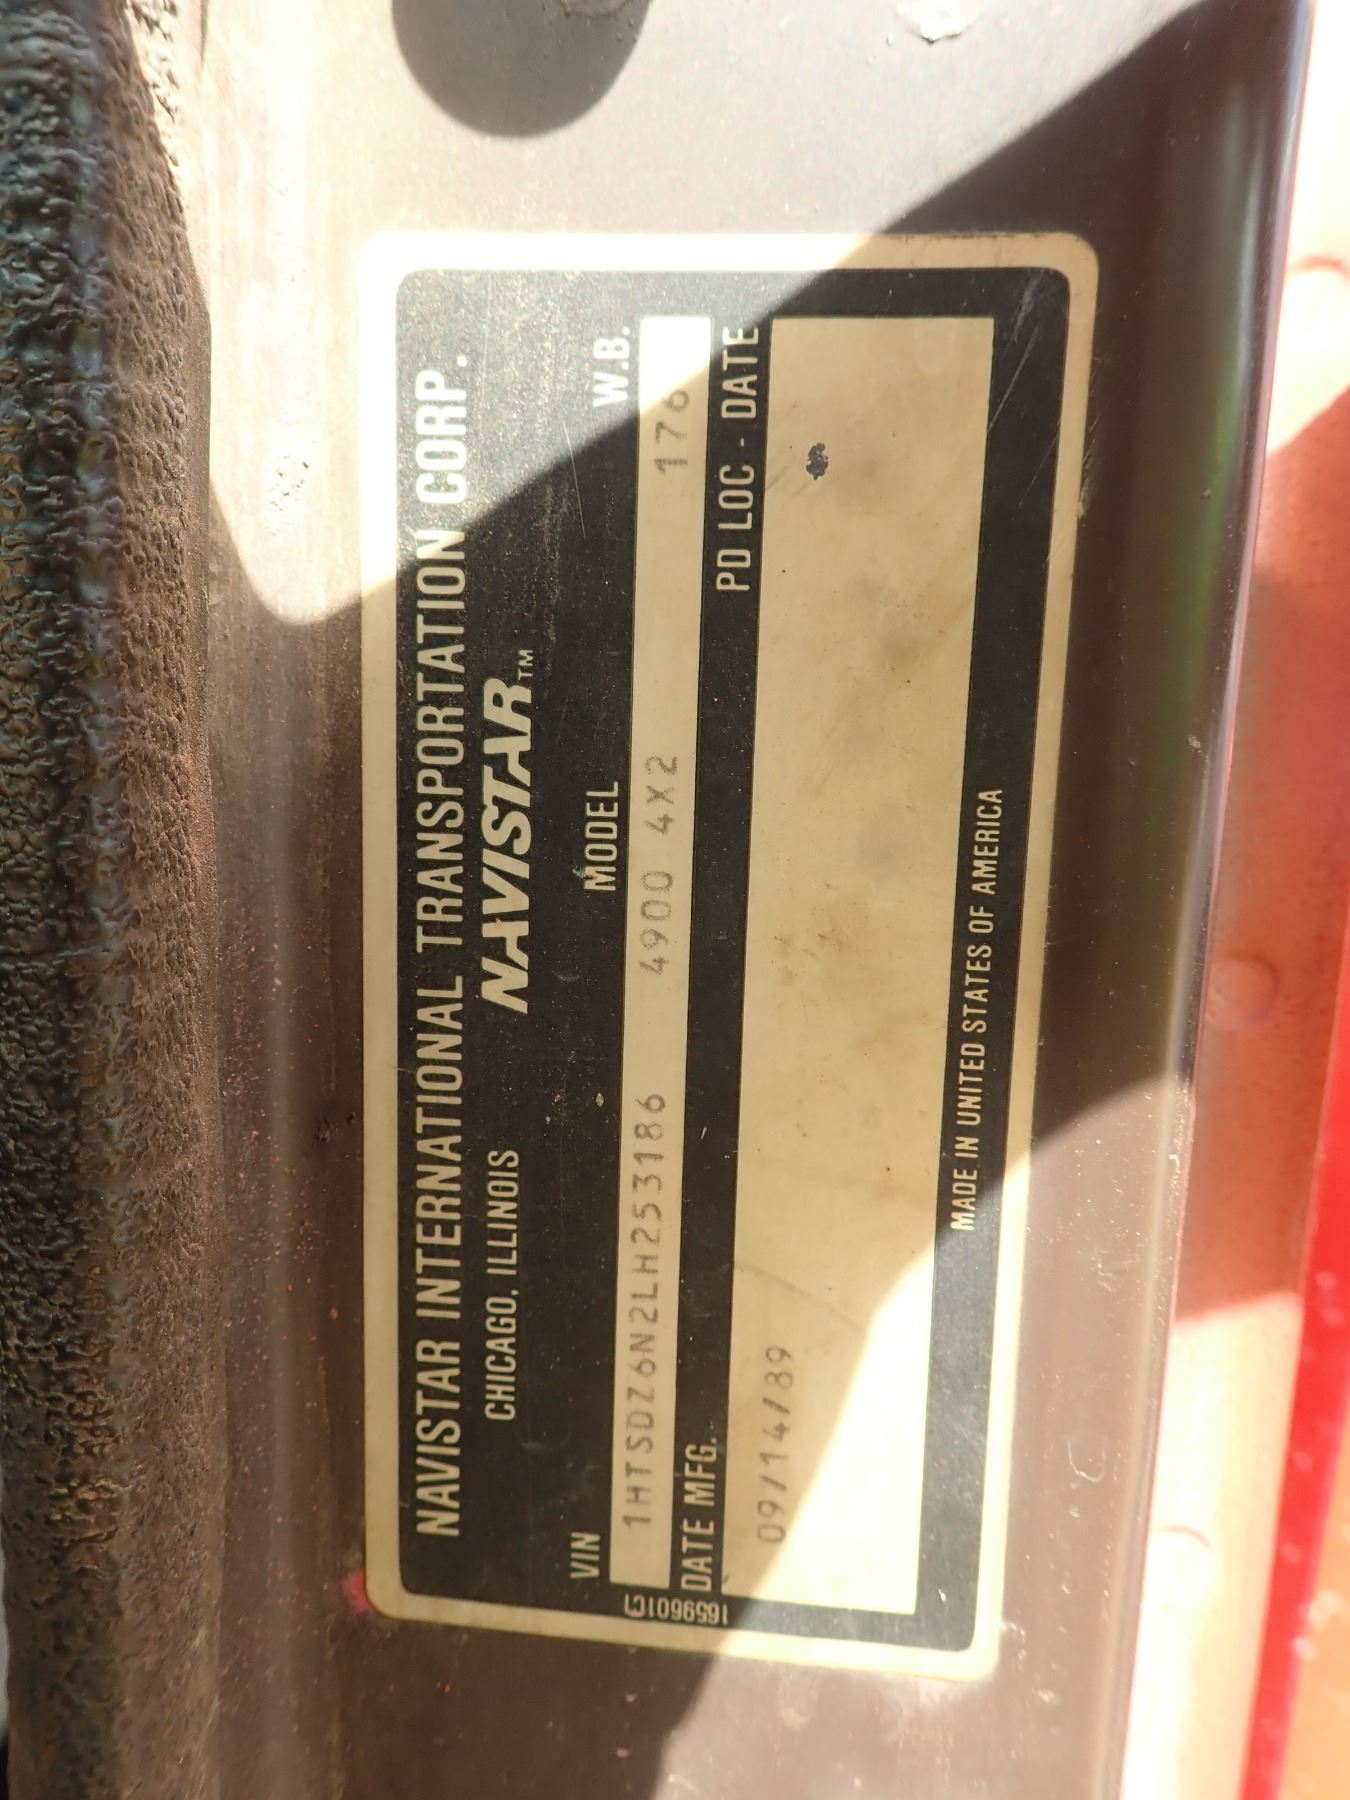 NAVISTAR INTERNATIONAL TRANSPORTATION CORP.
CHICAGO, ILLINOIS NAVISTAR™
VIN MODEL W.B.
1HTSDZ6N2LH253186 4900 4X2 176
DATE MFG. PD LOC - DATE
09/14/89
MADE IN UNITED STATES OF AMERICA
1659601C1